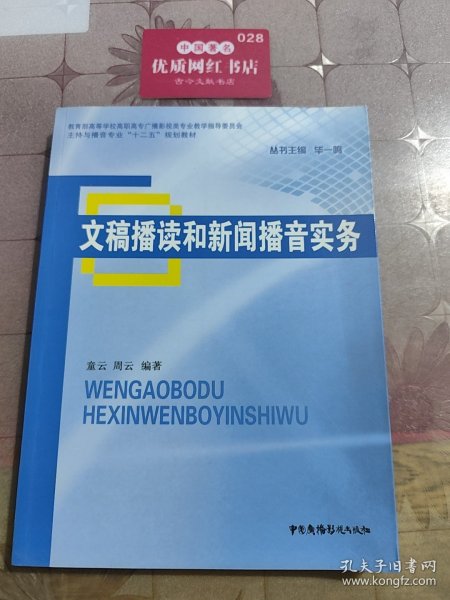 中国著名
028
优质网红书店
古今文献书店
教育部高等学校高职高专广播影视类专业教学指导委员会
主持与播音专业“十二五”规划教材
丛书主编 毕一鸣
文稿播读和新闻播音实务
童云 周云 编著
WENGAOBODU
HEXINWENBOYINSHIWU
中国广播影视出版社
孔夫子旧书网
www.kongfz.com